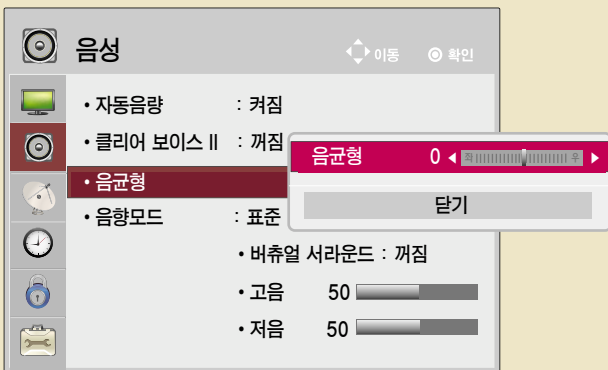 음성 이동 확인
• 자동음량 : 켜짐
• 클리어 보이스 II : 꺼짐
• 음균형
음균형 0 좌 우
닫기
• 음향모드 : 표준
• 버츄얼 서라운드 : 꺼짐
• 고음 50
• 저음 50